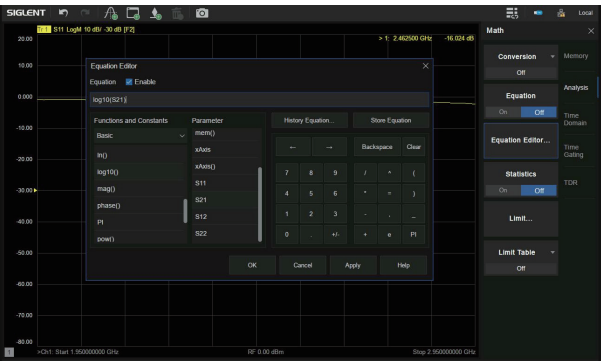 SIGLENT
Local
Tr 1 S11 LogM 10 dB/ -30 dB [F2]
> 1: 2.462500 GHz -16.024 dB
20.00
10.00
0.000
-10.00
-20.00
-30.00
-40.00
-50.00
-60.00
-70.00
-80.00
Equation Editor
Equation Enable
log10(S21)
Functions and Constants
Basic
ln()
log10()
mag()
phase()
PI
pow()
Parameter
mem()
xAxis
xAxis()
S11
S21
S12
S22
History Equation... Store Equation
← → Backspace Clear
7 8 9 / ^ (
4 5 6 * = )
1 2 3 - , _
0 . +/- + e PI
OK Cancel Apply Help
1 >Ch1: Start 1.950000000 GHz RF 0.00 dBm Stop 2.950000000 GHz
Math
Conversion
Off
Equation
On Off
Equation Editor...
Statistics
On Off
Limit...
Limit Table
Off
Memory
Analysis
Time
Domain
Time
Gating
TDR